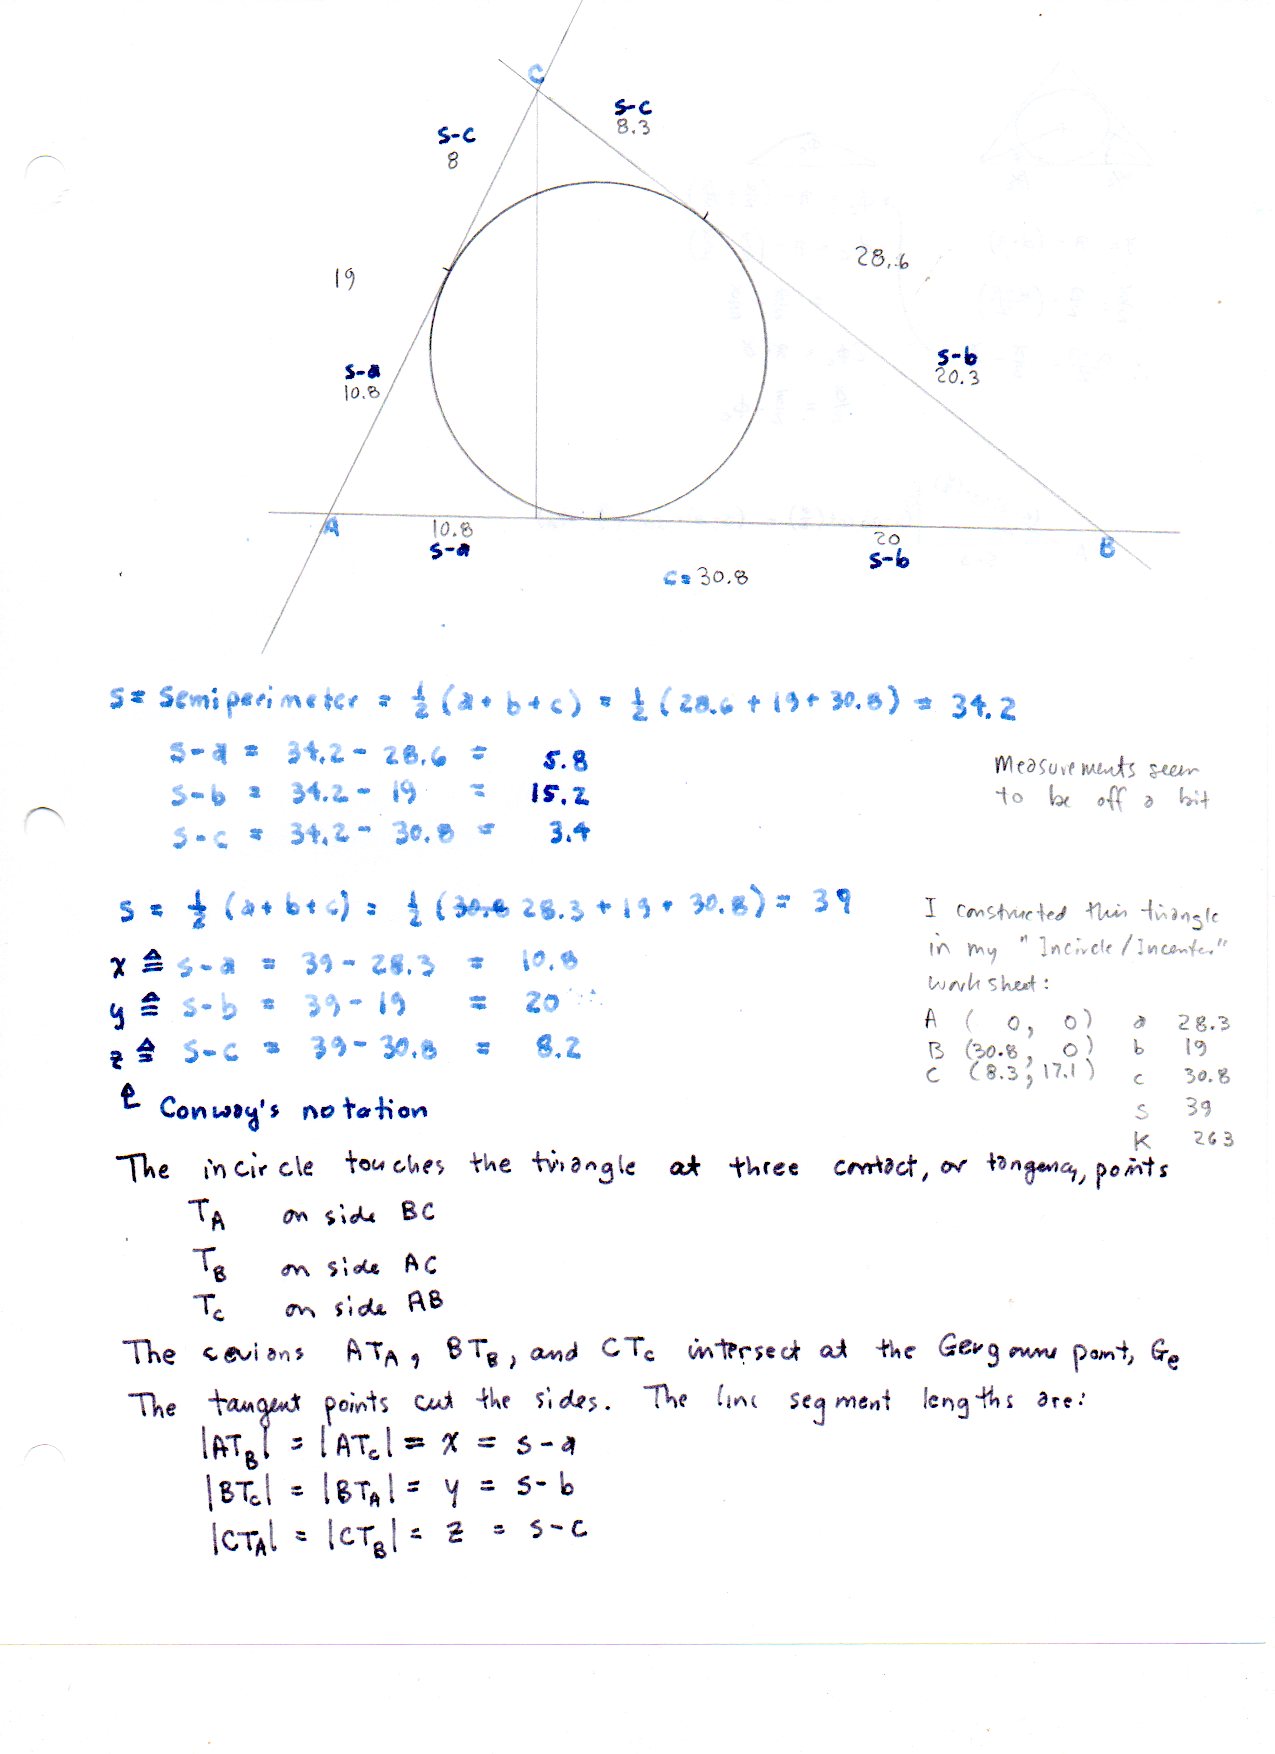 C
s-c
8.3
s-c
8
28.6
19
s-b
20.3
s-a
10.8
A
10.8
s-a
20
s-b
B
c = 30.8
s = Semiperimeter = ½ (a + b + c) = ½ (28.6 + 19 + 30.8) = 34.2
s-a = 34.2 - 28.6 = 5.8
s-b = 34.2 - 19 = 15.2
s-c = 34.2 - 30.8 = 3.4
Measurements seem
to be off a bit
s = ½ (a + b + c) = ½ (30.8 28.3 + 19 + 30.8) = 39
x ≙ s-a = 39 - 28.3 = 10.8
y ≙ s-b = 39 - 19 = 20
z ≙ s-c = 39 - 30.8 = 8.2
Conway's notation
I constructed this triangle
in my "Incircle/Incenter"
worksheet:
A ( 0, 0) a 28.3
B (30.8, 0) b 19
C (8.3, 17.1) c 30.8
s 39
K 263
The incircle touches the triangle at three contact, or tangency, points
T_A on side BC
T_B on side AC
T_C on side AB
The cevians AT_A, BT_B, and CT_C intersect at the Gergonne point, Ge
The tangent points cut the sides. The line segment lengths are:
|AT_B| = |AT_C| = x = s-a
|BT_C| = |BT_A| = y = s-b
|CT_A| = |CT_B| = z = s-c